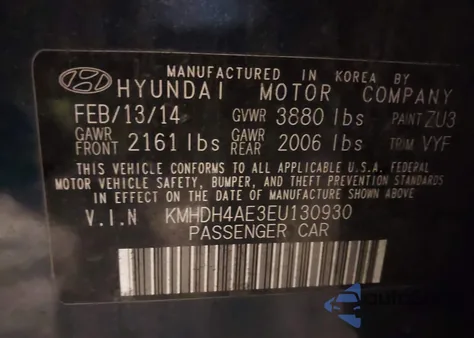 MANUFACTURED IN KOREA BY
HYUNDAI MOTOR COMPANY
FEB/13/14 GVWR 3880 lbs PAINT ZU3
GAWR FRONT 2161 lbs GAWR REAR 2006 lbs TRIM VYF
THIS VEHICLE CONFORMS TO ALL APPLICABLE U.S.A. FEDERAL
MOTOR VEHICLE SAFETY, BUMPER, AND THEFT PREVENTION STANDARDS
IN EFFECT ON THE DATE OF MANUFACTURE SHOWN ABOVE.
V.I.N KMHDH4AE3EU130930
PASSENGER CAR